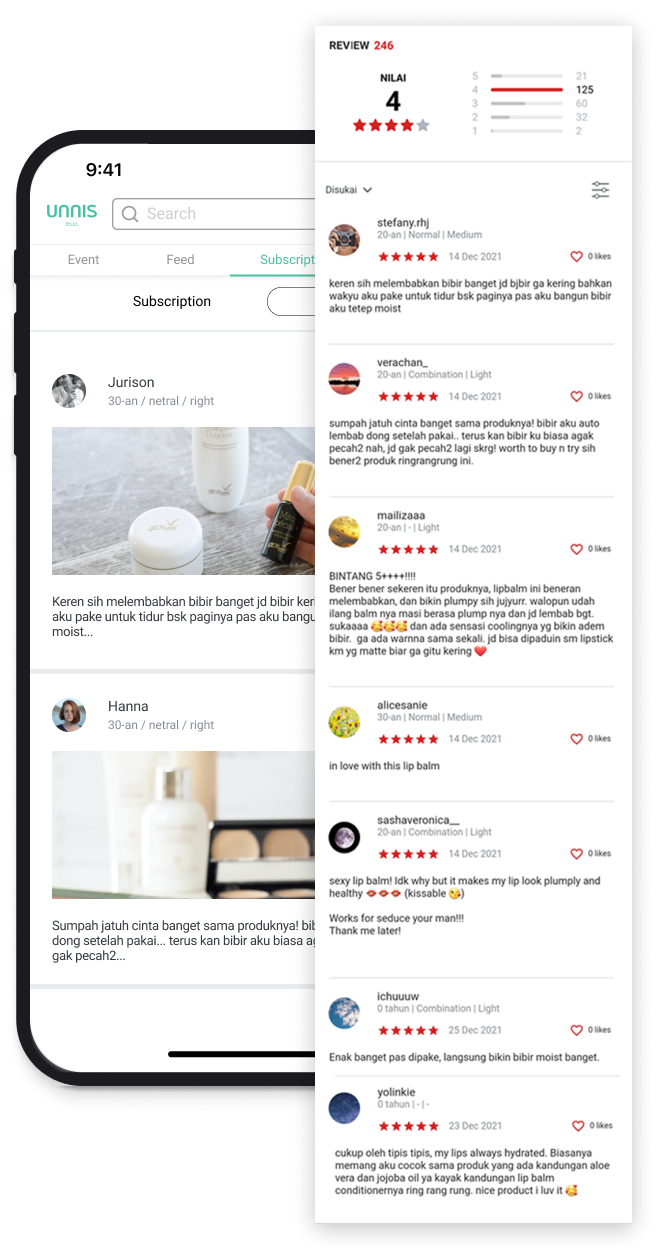 9:41
UNNIS
Search
Event Feed Subscript
Subscription
Jurison
30-an / netral / right
Douceur
Keren sih melembabkan bibir banget jd bibir keri
aku pake untuk tidur bsk paginya pas aku bangu
moist...
Hanna
30-an / netral / right
Sumpah jatuh cinta banget sama produknya! bib
dong setelah pakai... terus kan bibir aku biasa ag
gak pecah2...
REVIEW 246
NILAI
4
5 21
4 125
3 60
2 32
1 2
Disukai
stefany.rhj
20-an | Normal | Medium
14 Dec 2021 0 likes
keren sih melembabkan bibir banget jd bjbir ga kering bahkan
wakyu aku pake untuk tidur bsk paginya pas aku bangun bibir
aku tetep moist
verachan_
20-an | Combination | Light
14 Dec 2021 0 likes
sumpah jatuh cinta banget sama produknya! bibir aku auto
lembab dong setelah pakai.. terus kan bibir ku biasa agak
pecah2 nah, jd gak pecah2 lagi skrg! worth to buy n try sih
bener2 produk ringrangrung ini.
mailizaaa
20-an | - | Light
14 Dec 2021 0 likes
BINTANG 5++++!!!!
Bener bener sekeren itu produknya, lipbalm ini beneran
melembabkan, dan bikin plumpy sih jujyurr. walopun udah
ilang balm nya masi berasa plump nya dan jd lembab bgt.
sukaaaa 🥰🥰🥰 dan ada sensasi coolingnya yg bikin adem
bibir. ga ada warnna sama sekali. jd bisa dipaduin sm lipstick
km yg matte biar ga gitu kering ❤️
alicesanie
30-an | Normal | Medium
14 Dec 2021 0 likes
in love with this lip balm
sashaveronica__
20-an | Combination | Light
14 Dec 2021 0 likes
sexy lip balm! Idk why but it makes my lip look plumply and
healthy 💋💋💋 (kissable 😘)
Works for seduce your man!!!
Thank me later!
ichuuuw
0 tahun | Combination | Light
25 Dec 2021 0 likes
Enak banget pas dipake, langsung bikin bibir moist banget.
yolinkie
0 tahun | - | -
23 Dec 2021 0 likes
cukup oleh tipis tipis, my lips always hydrated. Biasanya
memang aku cocok sama produk yang ada kandungan aloe
vera dan jojoba oil ya kayak kandungan lip balm
conditionernya ring rang rung. nice product i luv it 🥰